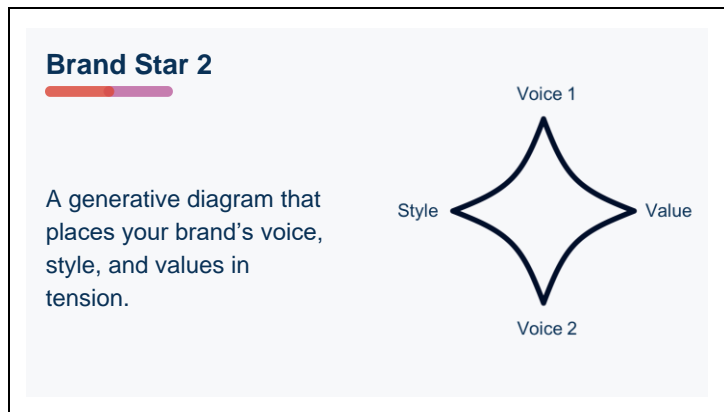 Brand Star 2
A generative diagram that
places your brand’s voice,
style, and values in
tension.
Voice 1
Style
Value
Voice 2